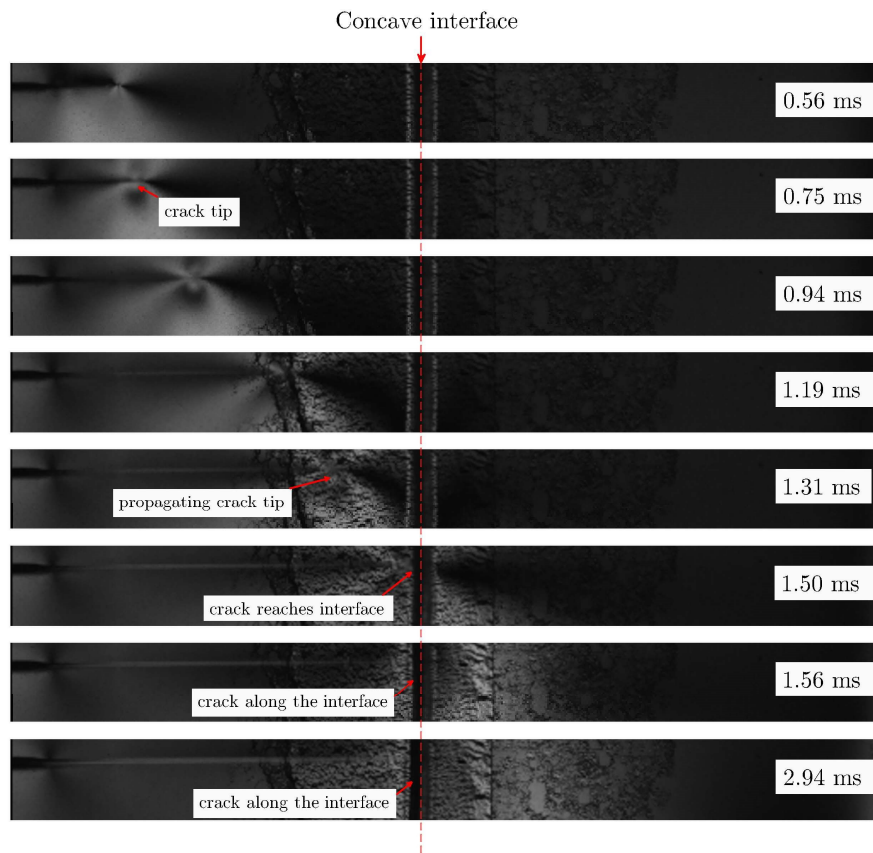 Concave interface
0.56 ms
0.75 ms
crack tip
0.94 ms
1.19 ms
1.31 ms
propagating crack tip
1.50 ms
crack reaches interface
1.56 ms
crack along the interface
2.94 ms
crack along the interface